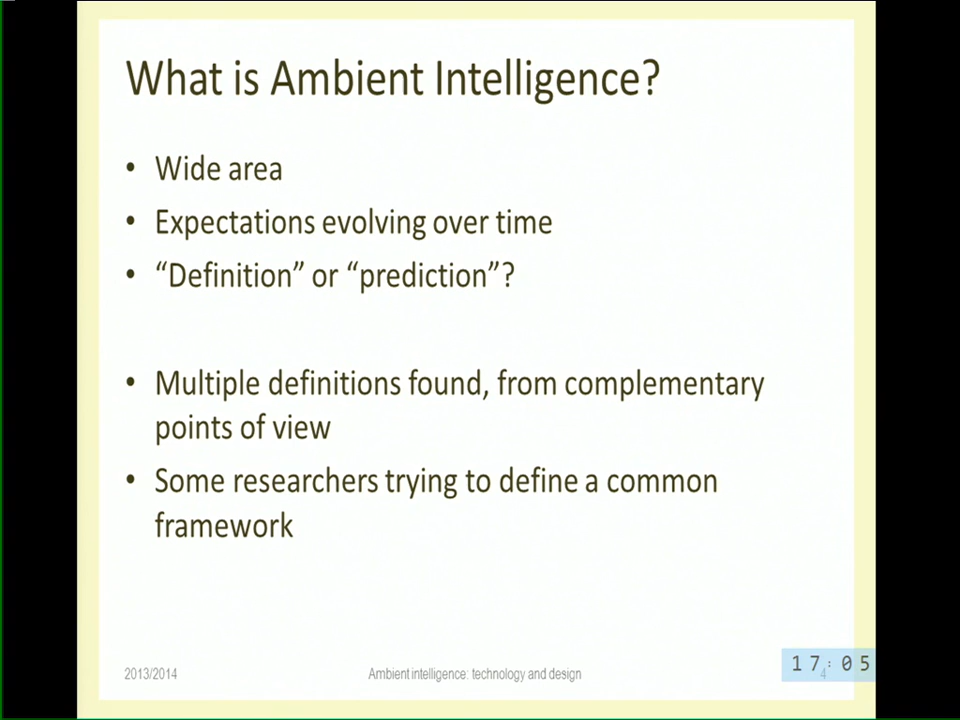 What is Ambient Intelligence?
• Wide area
• Expectations evolving over time
• “Definition” or “prediction”?
• Multiple definitions found, from complementary
points of view
• Some researchers trying to define a common
framework
2013/2014
Ambient intelligence: technology and design
4
17:05